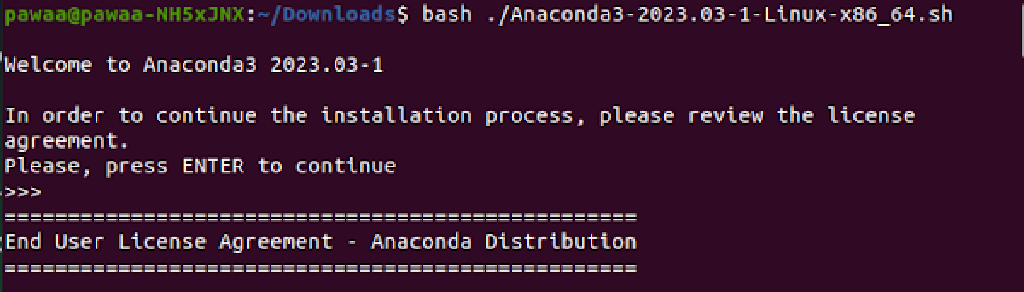 pawaa@pawaa-NH5xJNX:~/Downloads$ bash ./Anaconda3-2023.03-1-Linux-x86_64.sh
Welcome to Anaconda3 2023.03-1
In order to continue the installation process, please review the license
agreement.
Please, press ENTER to continue
>>>
==================================================
End User License Agreement - Anaconda Distribution
==================================================